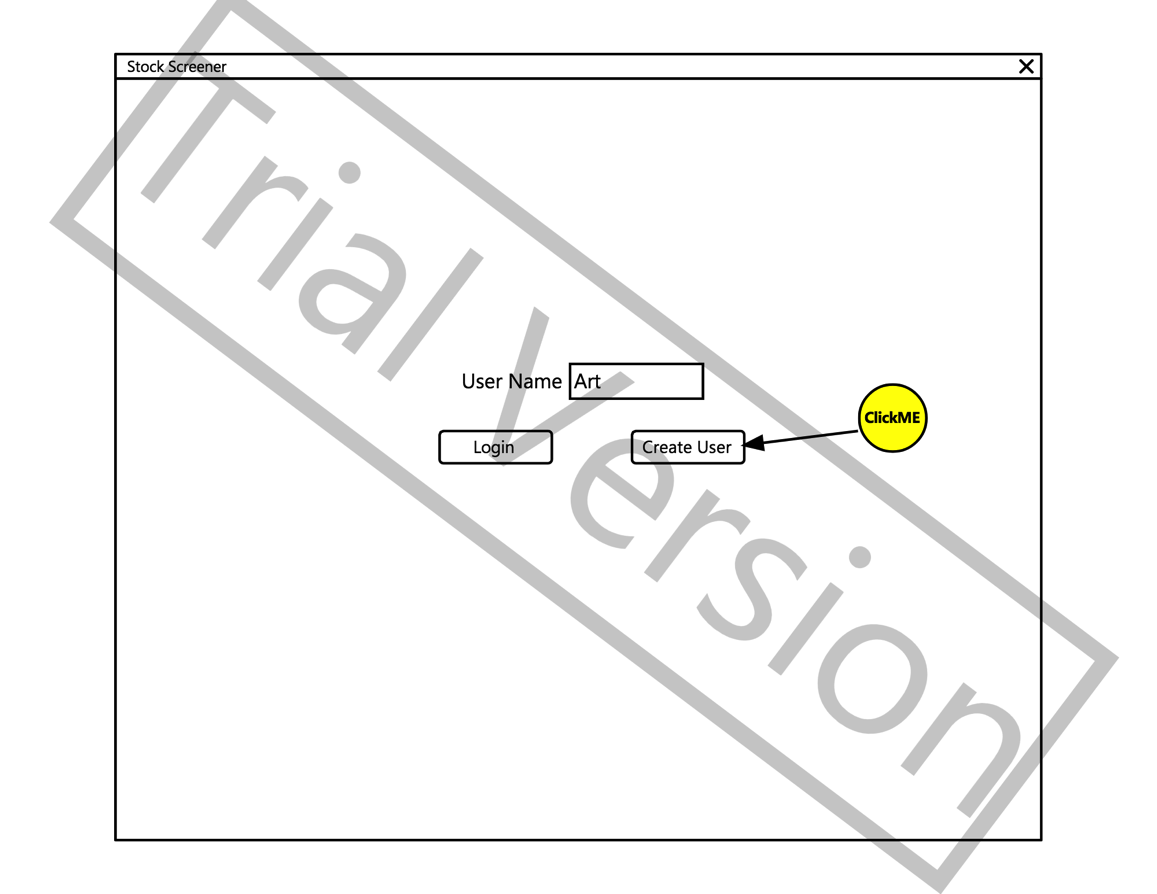 Stock Screener
Trial Version
User Name Art
ClickME
Login Create User